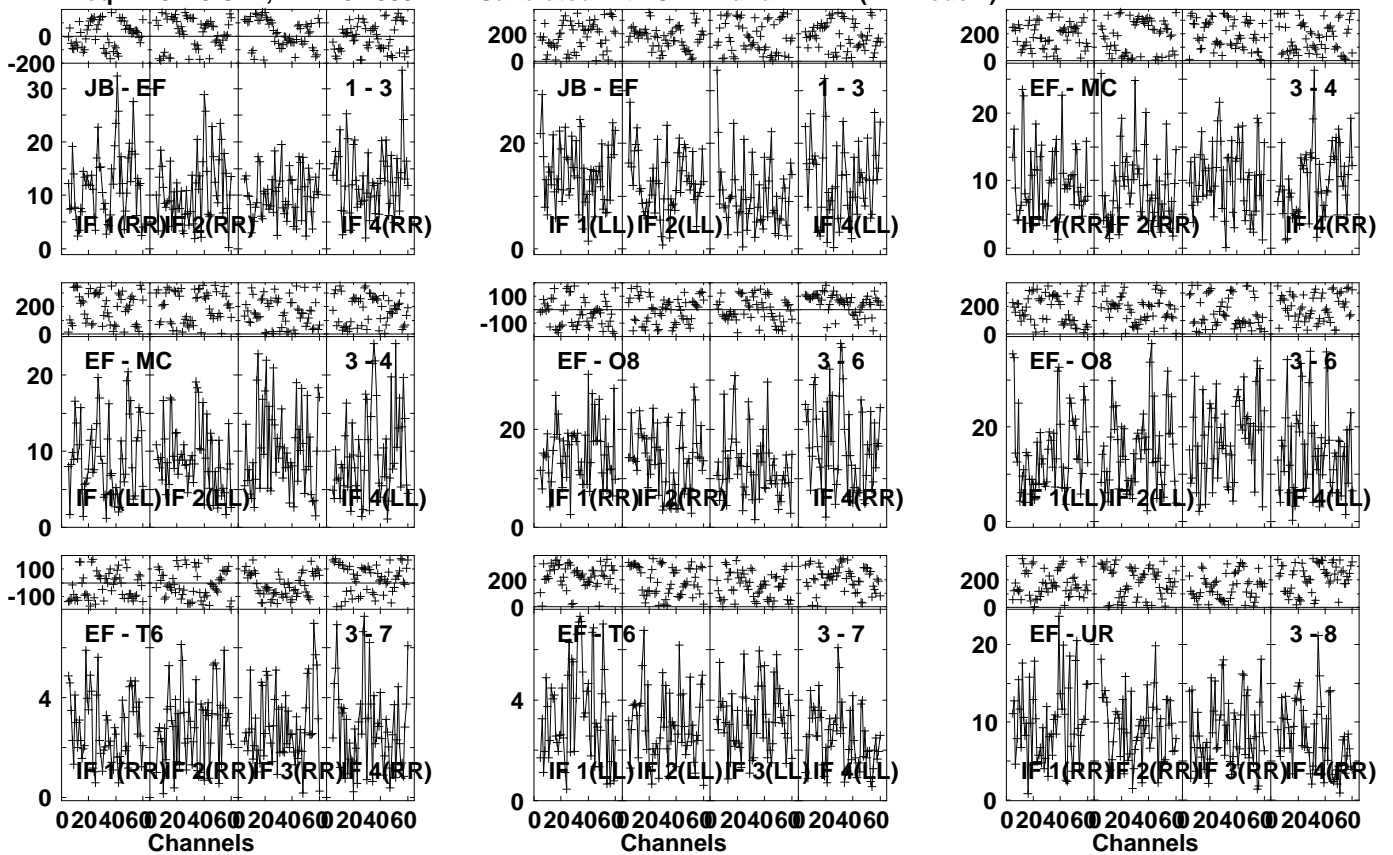 0 200 200
-200 0 0
30 JB - EF 1 - 3 JB - EF 1 - 3 EF - MC 3 - 4
20 20 20
10 10
IF 1(RR) IF 2(RR) IF 4(RR) IF 1(LL) IF 2(LL) IF 4(LL) IF 1(RR) IF 2(RR) IF 4(RR)
0 0 0
200 100 200
0 -100 0
EF - MC 3 - 4 EF - O8 3 - 6 EF - O8 3 - 6
20 20 20
10
IF 1(LL) IF 2(LL) IF 4(LL) IF 1(RR) IF 2(RR) IF 4(RR) IF 1(LL) IF 2(LL) IF 4(LL)
0 0 0
100 200 200
-100 0 0
EF - T6 3 - 7 EF - T6 3 - 7 EF - UR 3 - 8
20
4 4 10
IF 1(RR) IF 2(RR) IF 3(RR) IF 4(RR) IF 1(LL) IF 2(LL) IF 3(LL) IF 4(LL) IF 1(RR) IF 2(RR) IF 3(RR) IF 4(RR)
0 0 0
0 20 40 60 0 20 40 60 0 20 40 60 0 20 40 60 0 20 40 60 0 20 40 60 0 20 40 60 0 20 40 60 0 20 40 60 0 20 40 60 0 20 40 60 0 20 40 60
Channels Channels Channels